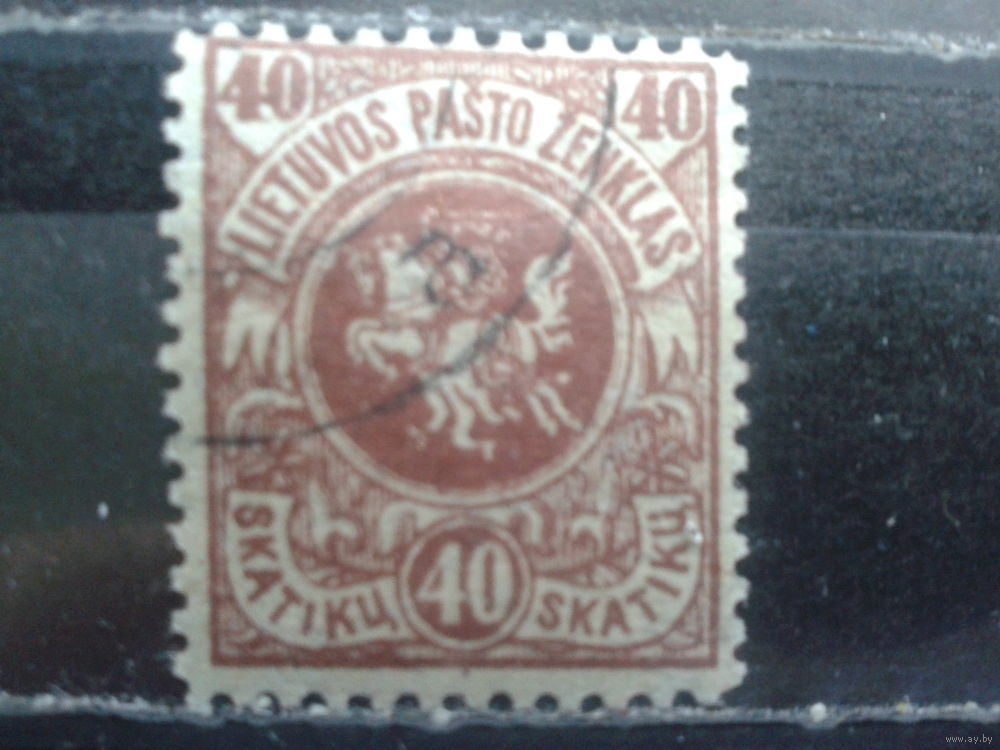 40 40
LIETUVOS PAŠTO ŽENKLAS
SKATIKŲ 40 SKATIKŲ
www.ay.by